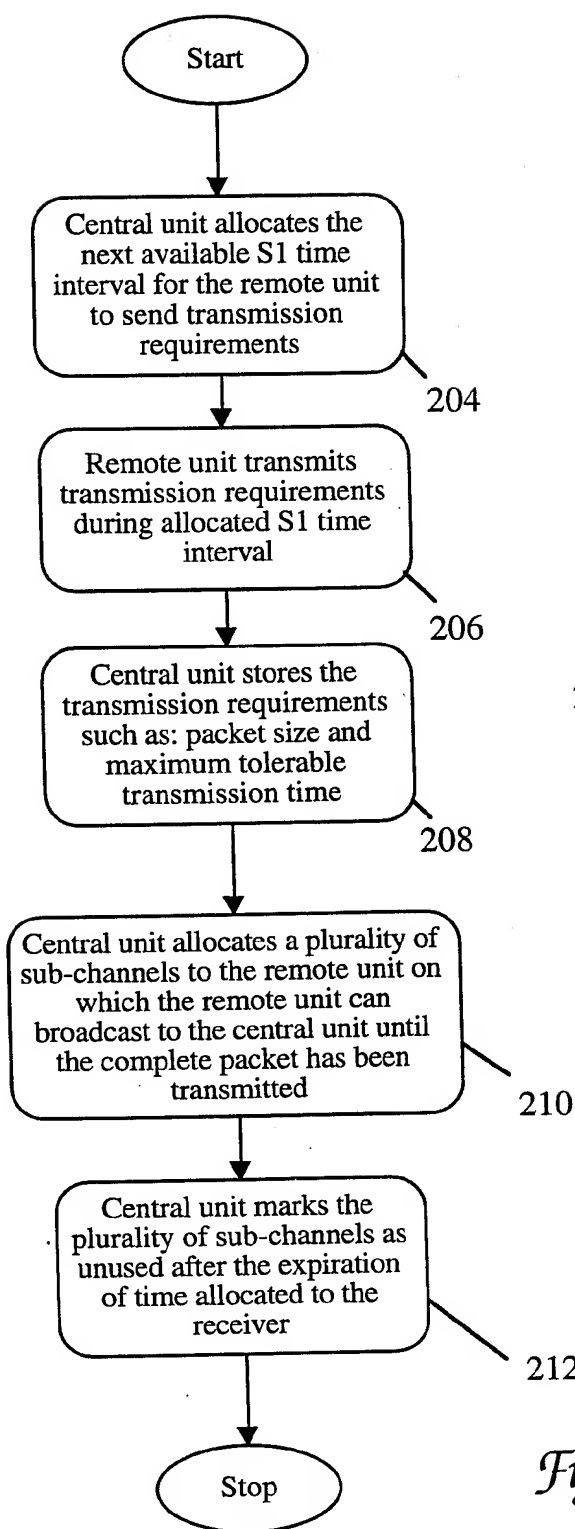 Start
Central unit allocates the
next available S1 time
interval for the remote unit
to send transmission
requirements
204
Remote unit transmits
transmission requirements
during allocated S1 time
interval
206
Central unit stores the
transmission requirements
such as: packet size and
maximum tolerable
transmission time
208
Central unit allocates a plurality of
sub-channels to the remote unit on
which the remote unit can
broadcast to the central unit until
the complete packet has been
transmitted
210
Central unit marks the
plurality of sub-channels as
unused after the expiration
of time allocated to the
receiver
212
Stop